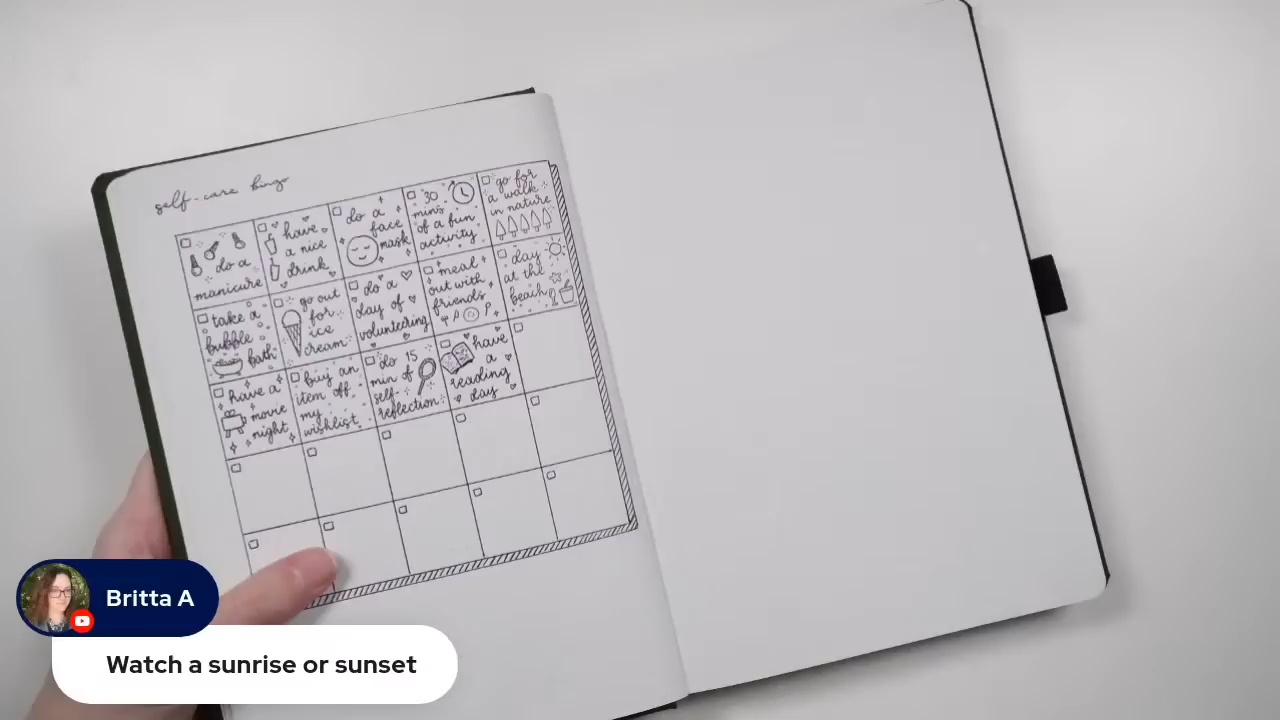 self-care bingo
do a
manicure
have
a nice
drink
do a
face
mask
30
mins
of a fun
activity
go for
a walk
in nature
take a
bubble
bath
go out
for
ice
cream
do a
day of
volunteering
meal
out with
friends
day
at the
beach
have a
movie
night
buy an
item off
my
wishlist
do 15
min of
self-
reflection
have
a
reading
day
Britta A
Watch a sunrise or sunset